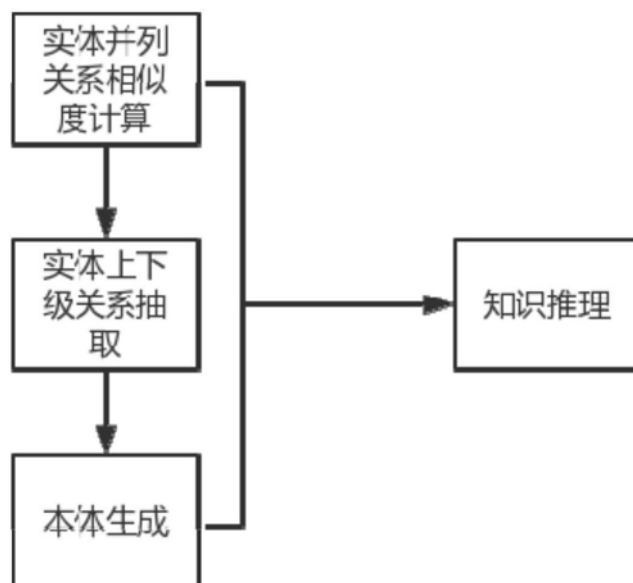 实体并列
关系相似
度计算
实体上下
级关系抽
取
知识推理
本体生成